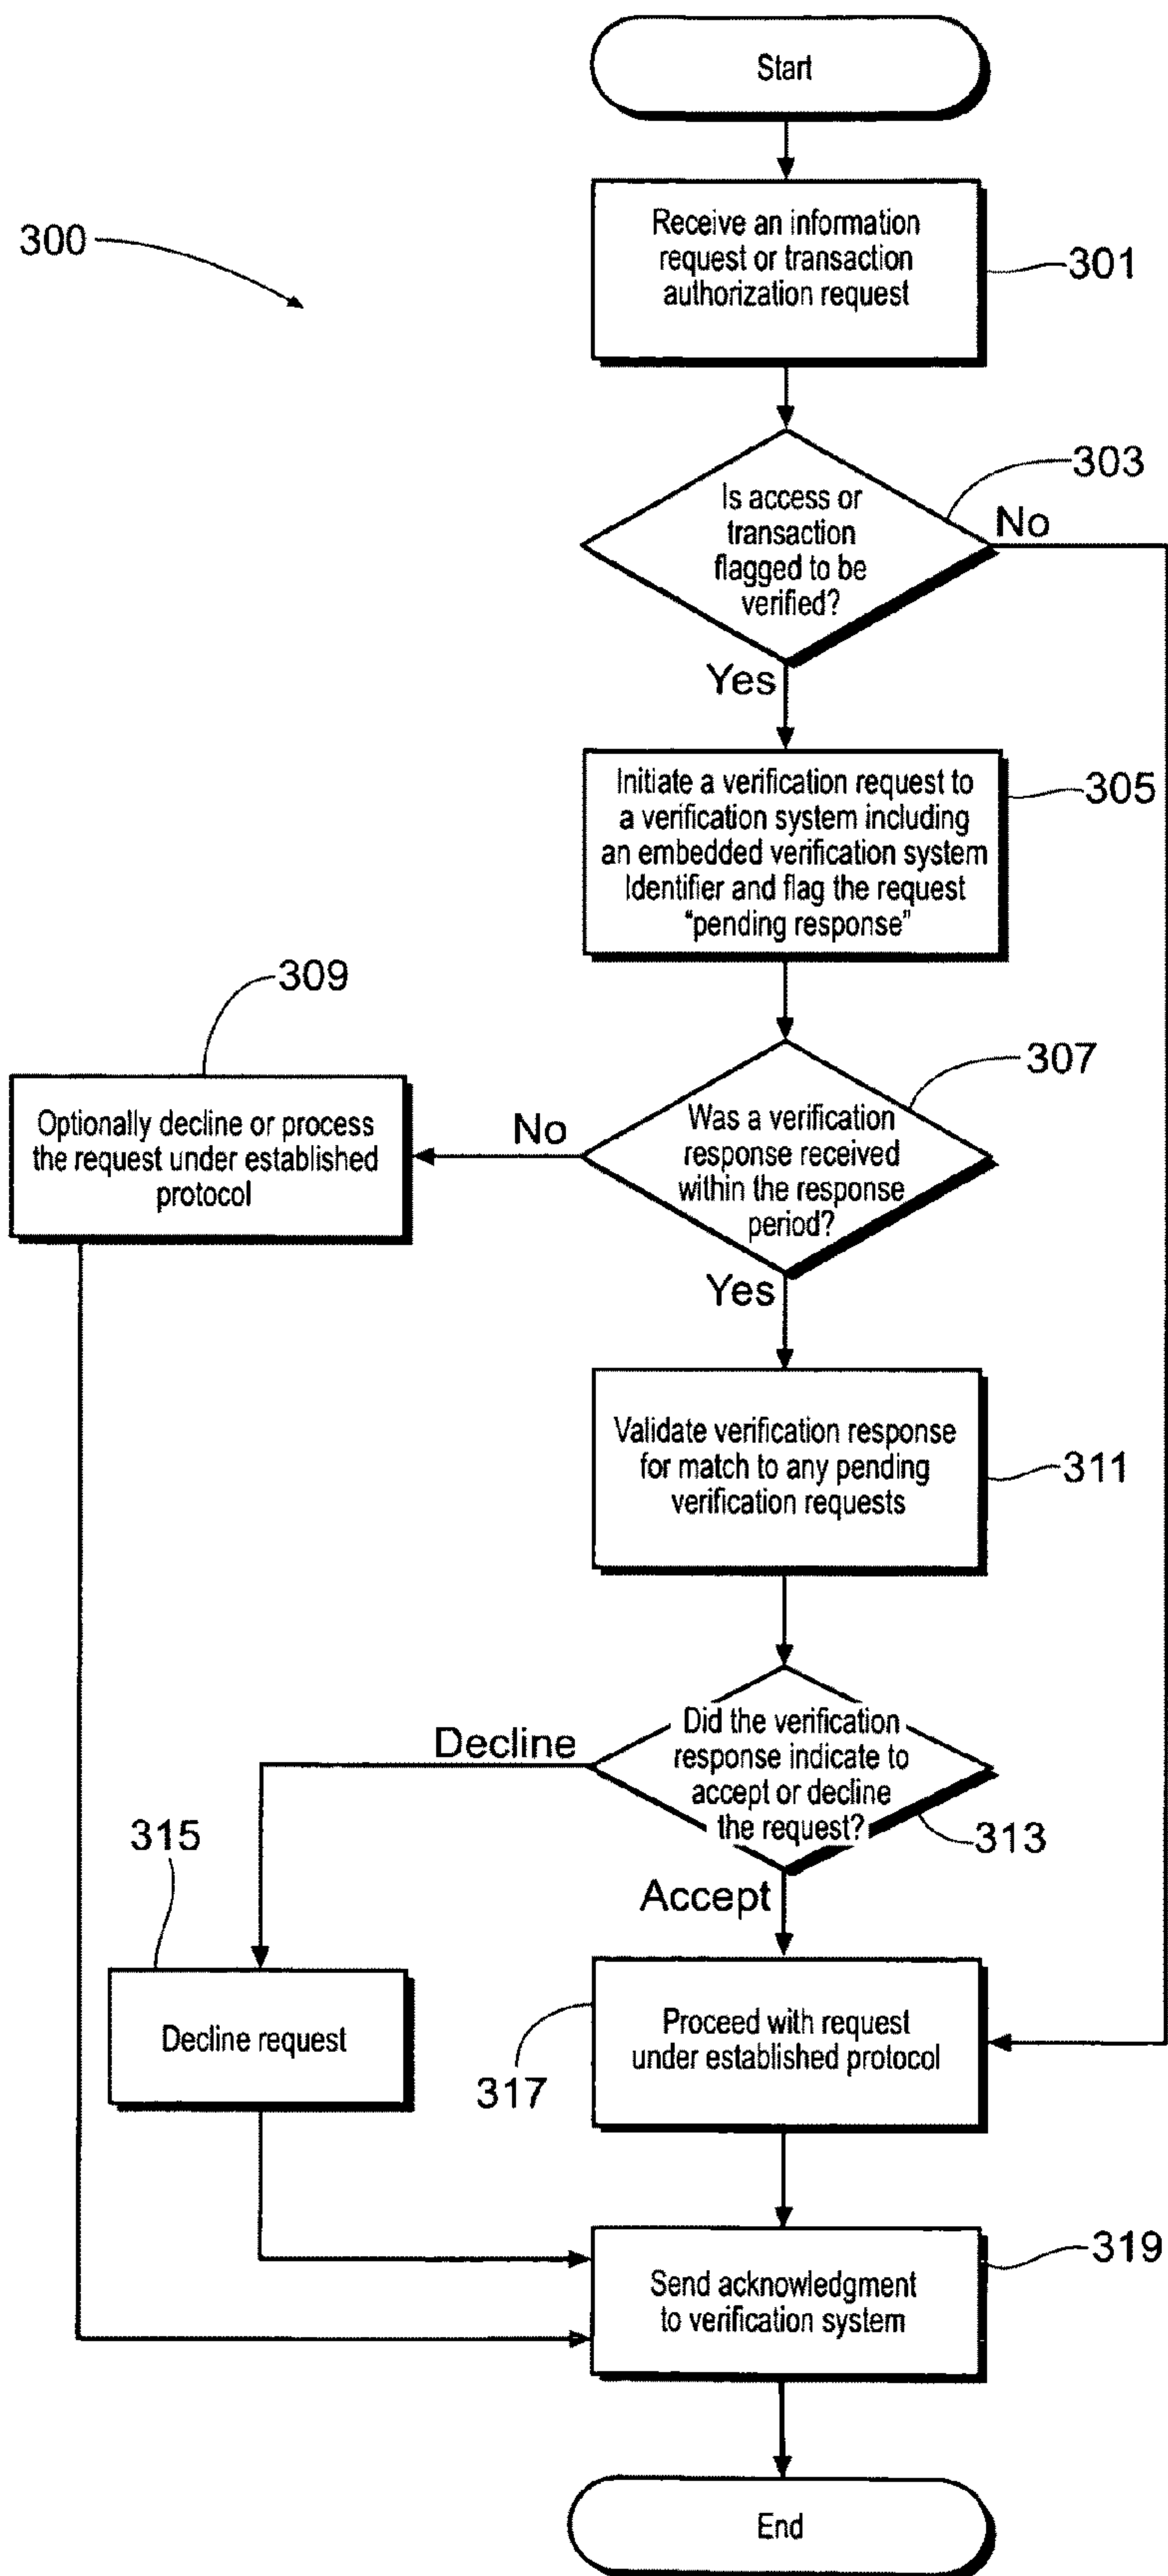 Start
Receive an information
request or transaction
authorization request
300
301
303
Is access or
transaction
flagged to be
verified?
No
Yes
Initiate a verification request to
a verification system including
an embedded verification system
Identifier and flag the request
"pending response"
305
309
307
Optionally decline or process
the request under established
protocol
No
Was a verification
response received
within the response
period?
Yes
Validate verification response
for match to any pending
verification requests
311
Decline
Did the verification
response indicate to
accept or decline
the request?
313
315
Accept
Decline request
Proceed with request
under established protocol
317
319
Send acknowledgment
to verification system
End